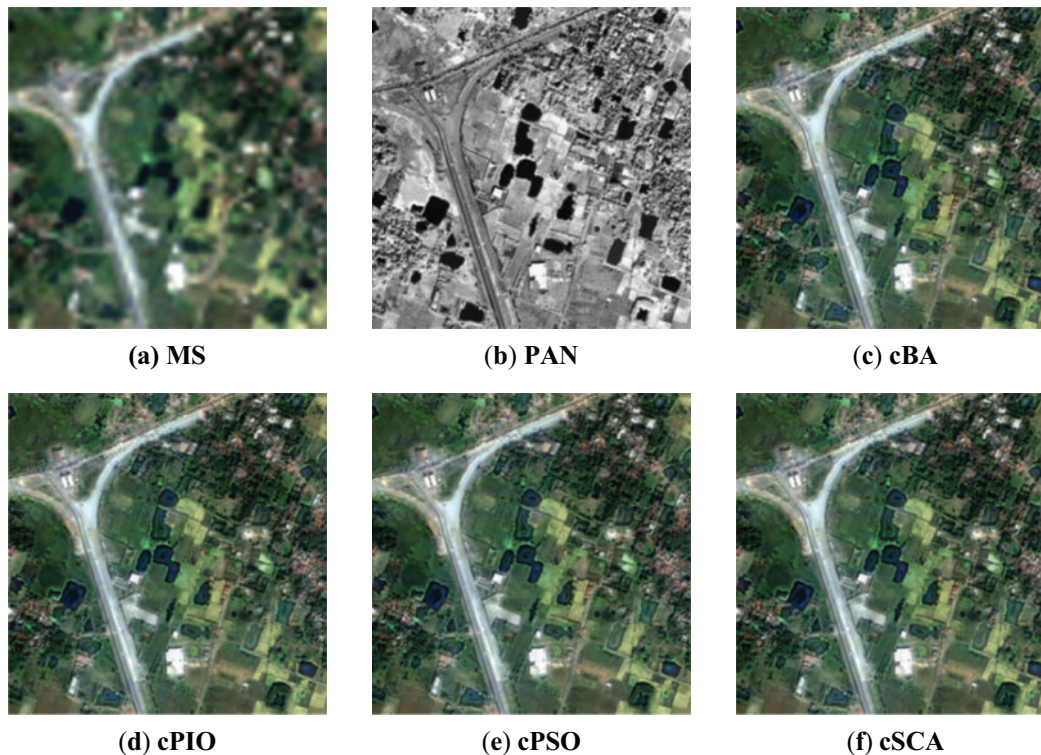 (a) MS
(b) PAN
(c) cBA
(d) cPIO
(e) cPSO
(f) cSCA